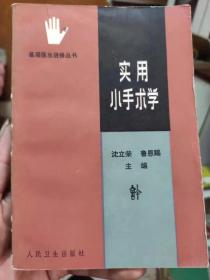 基层医生进修丛书
实用
小手术学
沈立荣 鲁恩赐
主编
人民卫生出版社